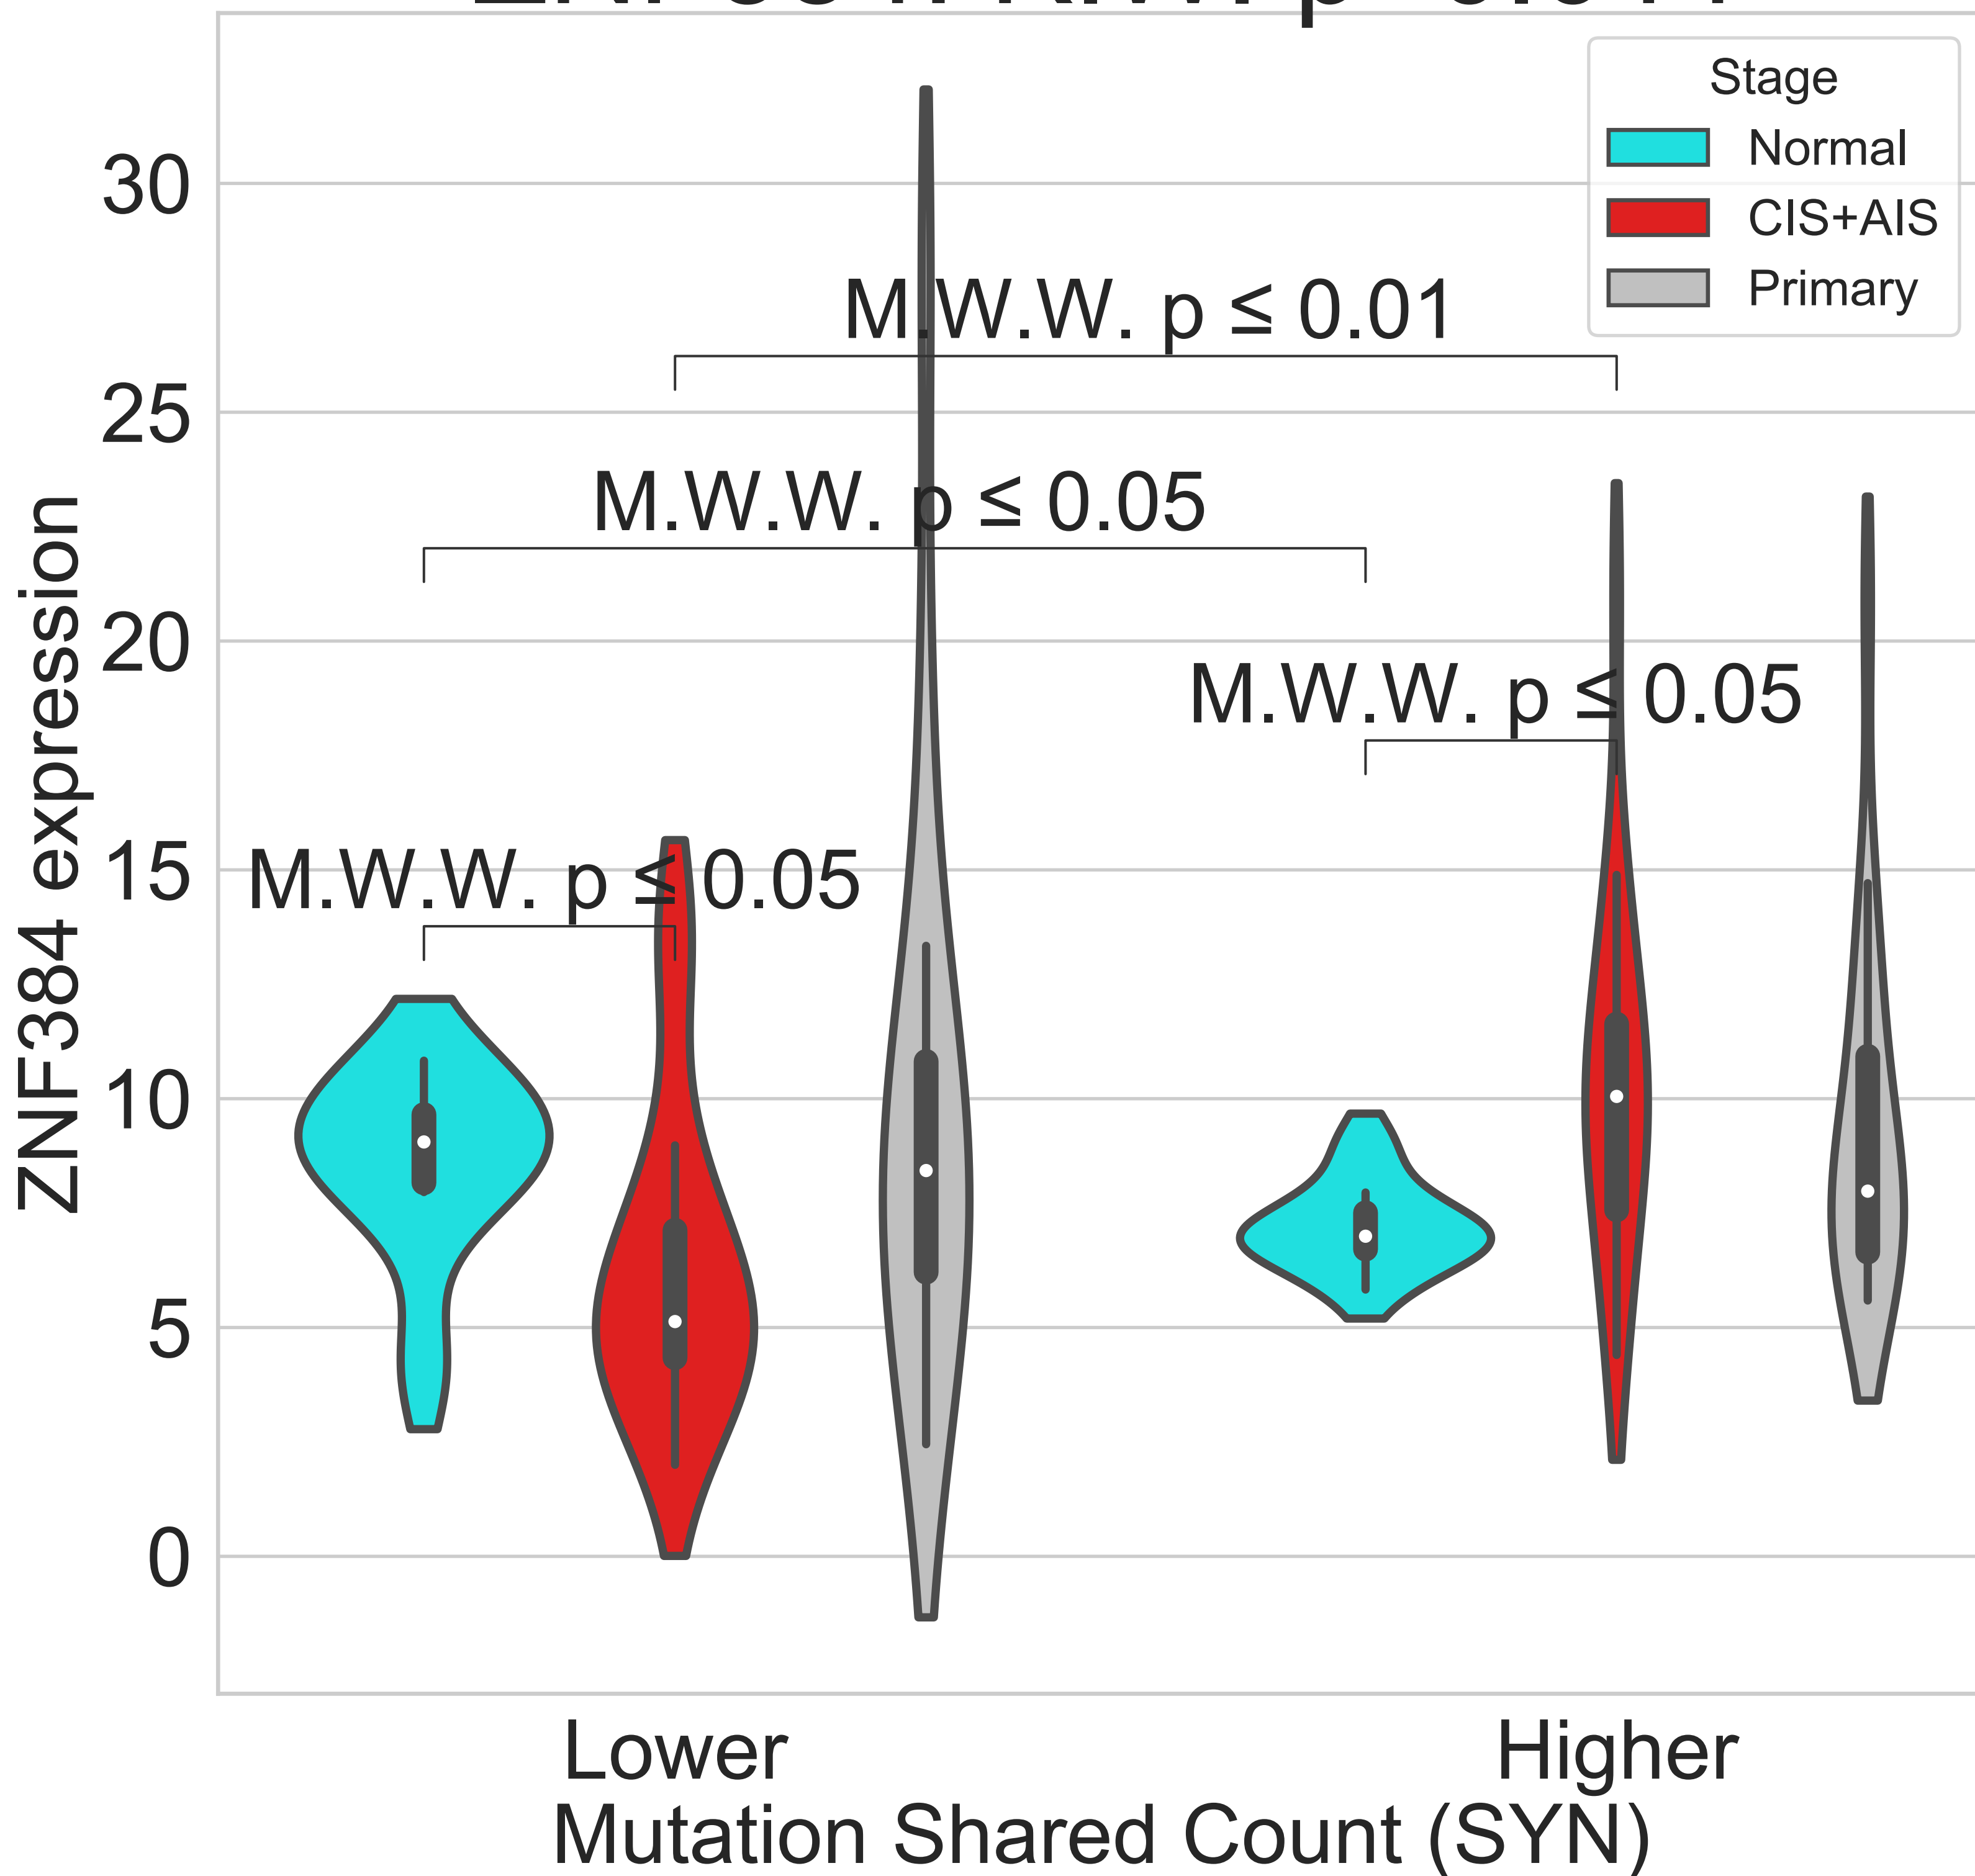 Stage
Normal
CIS+AIS
Primary
30
25
20
15
10
5
0
ZNF384 expression
M.W.W. p ≤ 0.01
M.W.W. p ≤ 0.05
M.W.W. p ≤ 0.05
M.W.W. p ≤ 0.05
Lower
Higher
Mutation Shared Count (SYN)